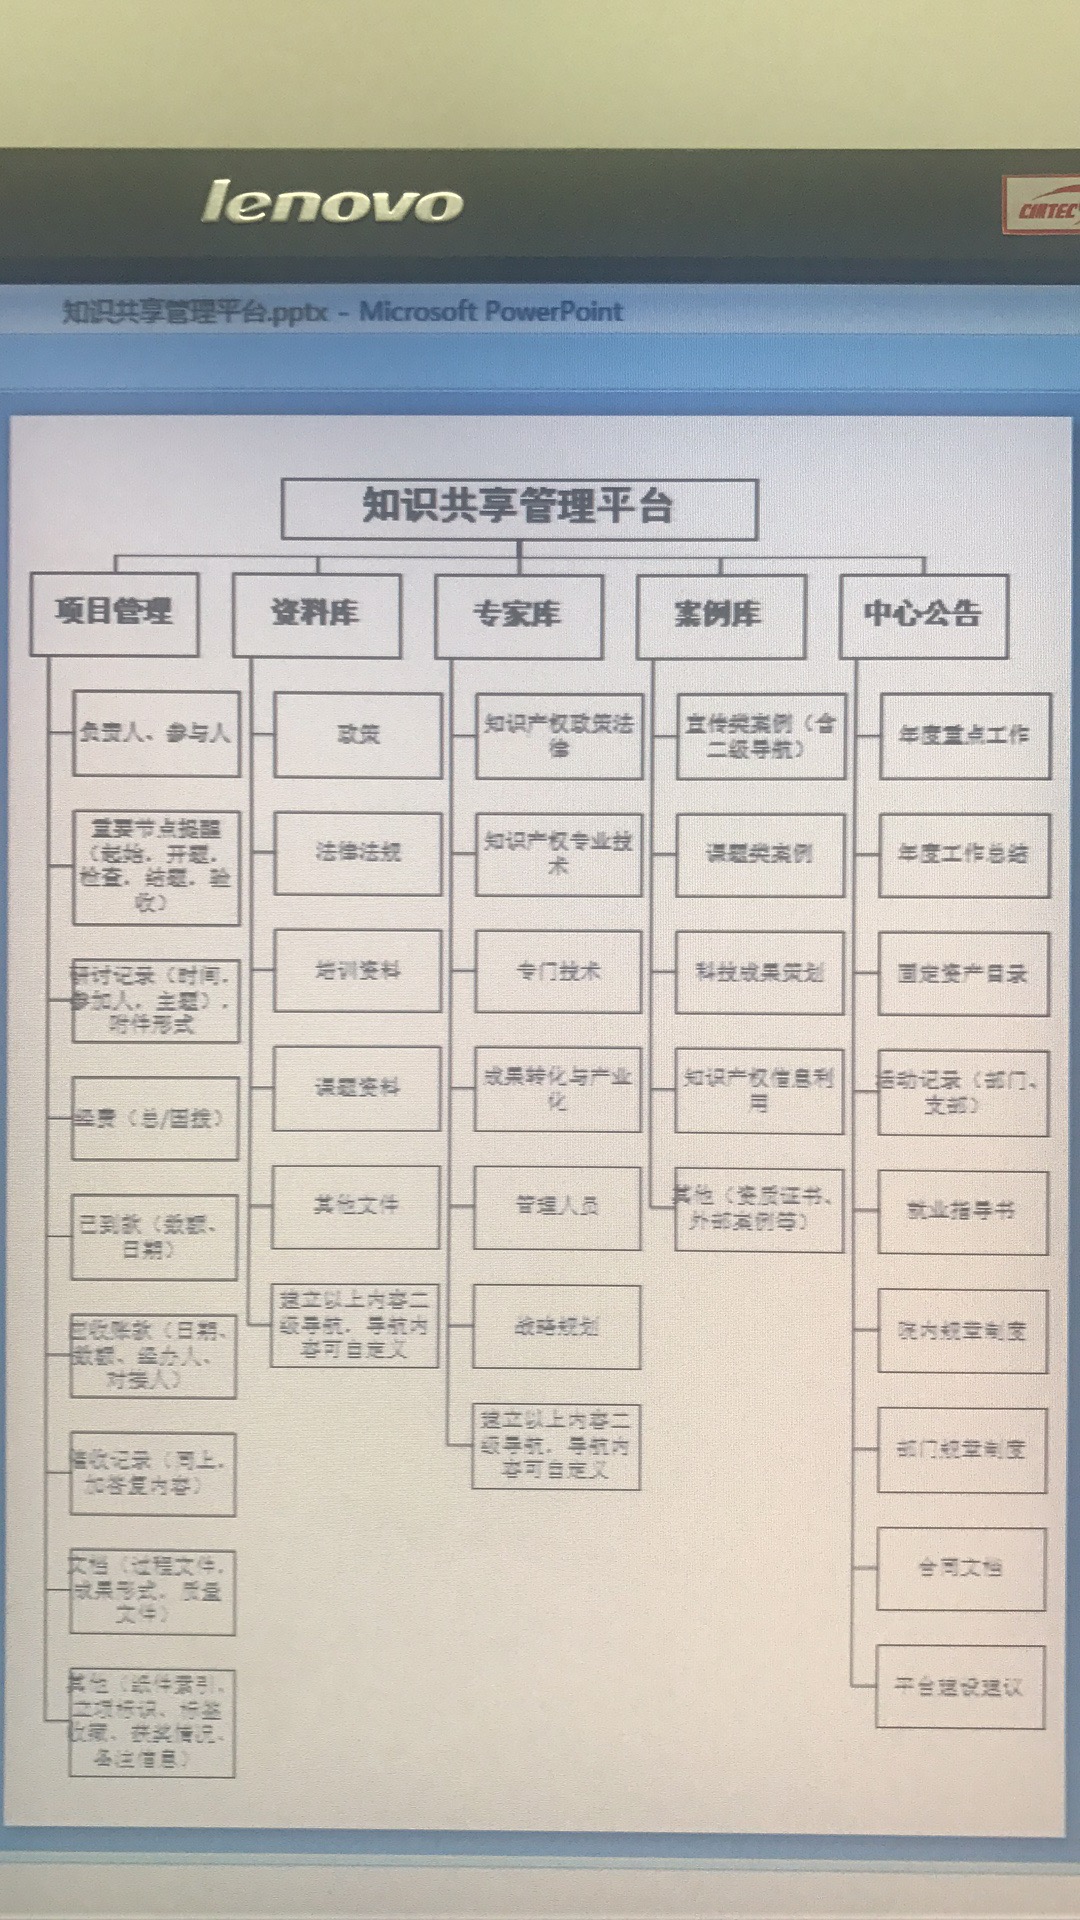 lenovo
CIMTEC
知识共享管理平台.pptx - Microsoft PowerPoint
知识共享管理平台
项目管理
负责人、参与人
重要节点提醒
（起始，开题，
检查，结题，验
收）
研讨记录（时间，
参加人，主题），
附件形式
经费（总/国拨）
已到款（数额、
日期）
应收账款（日期、
数额、经办人、
对接人）
催收记录（同上，
加答复内容）
文档（过程文件，
成果形式，质量
文件）
其他（纸件索引、
立项标识、标签
收藏、获奖情况、
备注信息）
资料库
政策
法律法规
培训资料
课题资料
其他文件
建立以上内容二
级导航，导航内
容可自定义
专家库
知识产权政策法
律
知识产权专业技
术
专门技术
成果转化与产业
化
管理人员
战略规划
建立以上内容二
级导航，导航内
容可自定义
案例库
宣传类案例（含
二级导航）
课题类案例
科技成果策划
知识产权信息利
用
其他（资质证书、
外部案例等）
中心公告
年度重点工作
年度工作总结
固定资产目录
活动记录（部门、
支部）
就业指导书
院内规章制度
部门规章制度
合同文档
平台建设建议